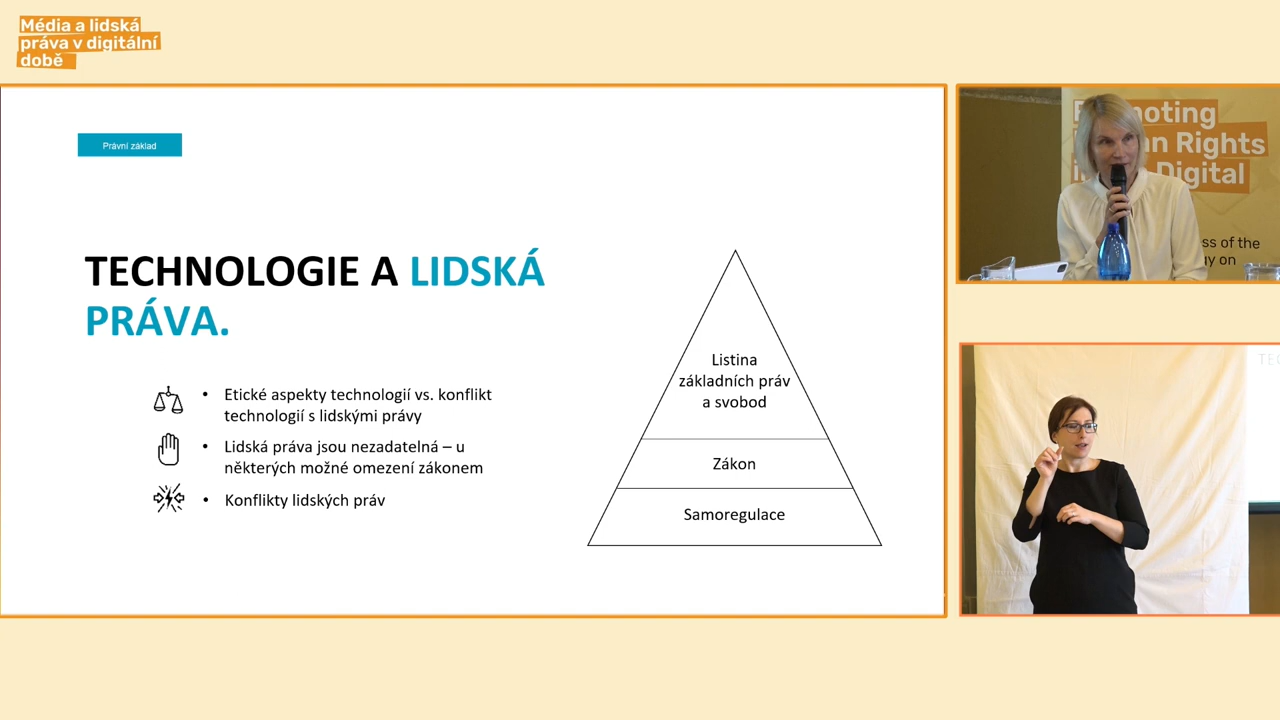 Média a lidská
práva v digitální
době
Právní základ
TECHNOLOGIE A LIDSKÁ
PRÁVA.
• Etické aspekty technologií vs. konflikt
technologií s lidskými právy
• Lidská práva jsou nezadatelná – u
některých možné omezení zákonem
• Konflikty lidských práv
Listina
základních práv
a svobod
Zákon
Samoregulace
Rights
Digital
ss of the
on